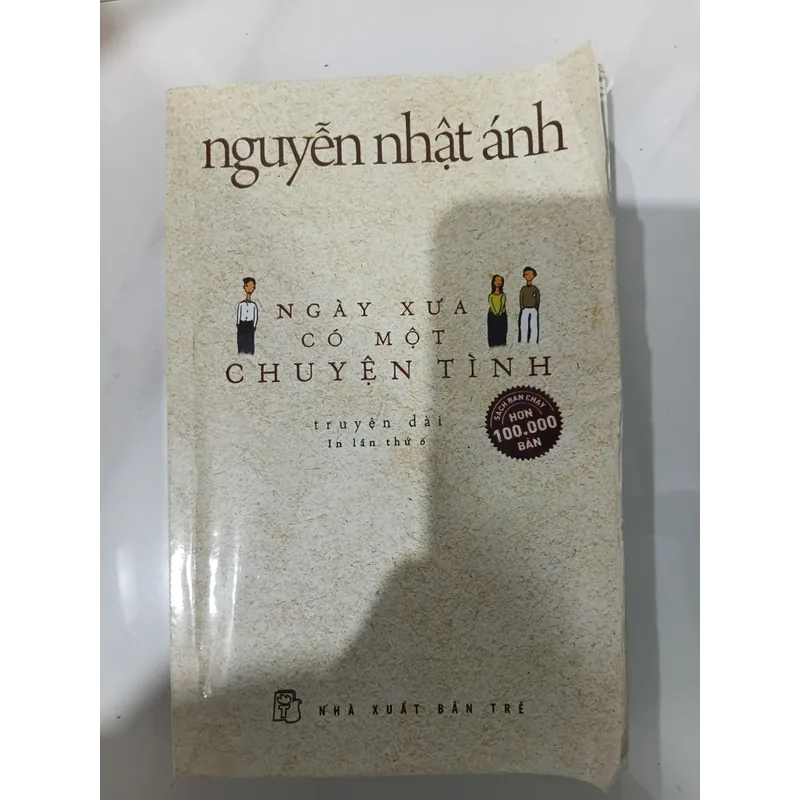 nguyễn nhật ánh
NGÀY XƯA
CÓ MỘT
CHUYỆN TÌNH
truyện dài
In lần thứ 6
SÁCH BÁN CHẠY
HƠN
100.000
BẢN
NHÀ XUẤT BẢN TRẺ